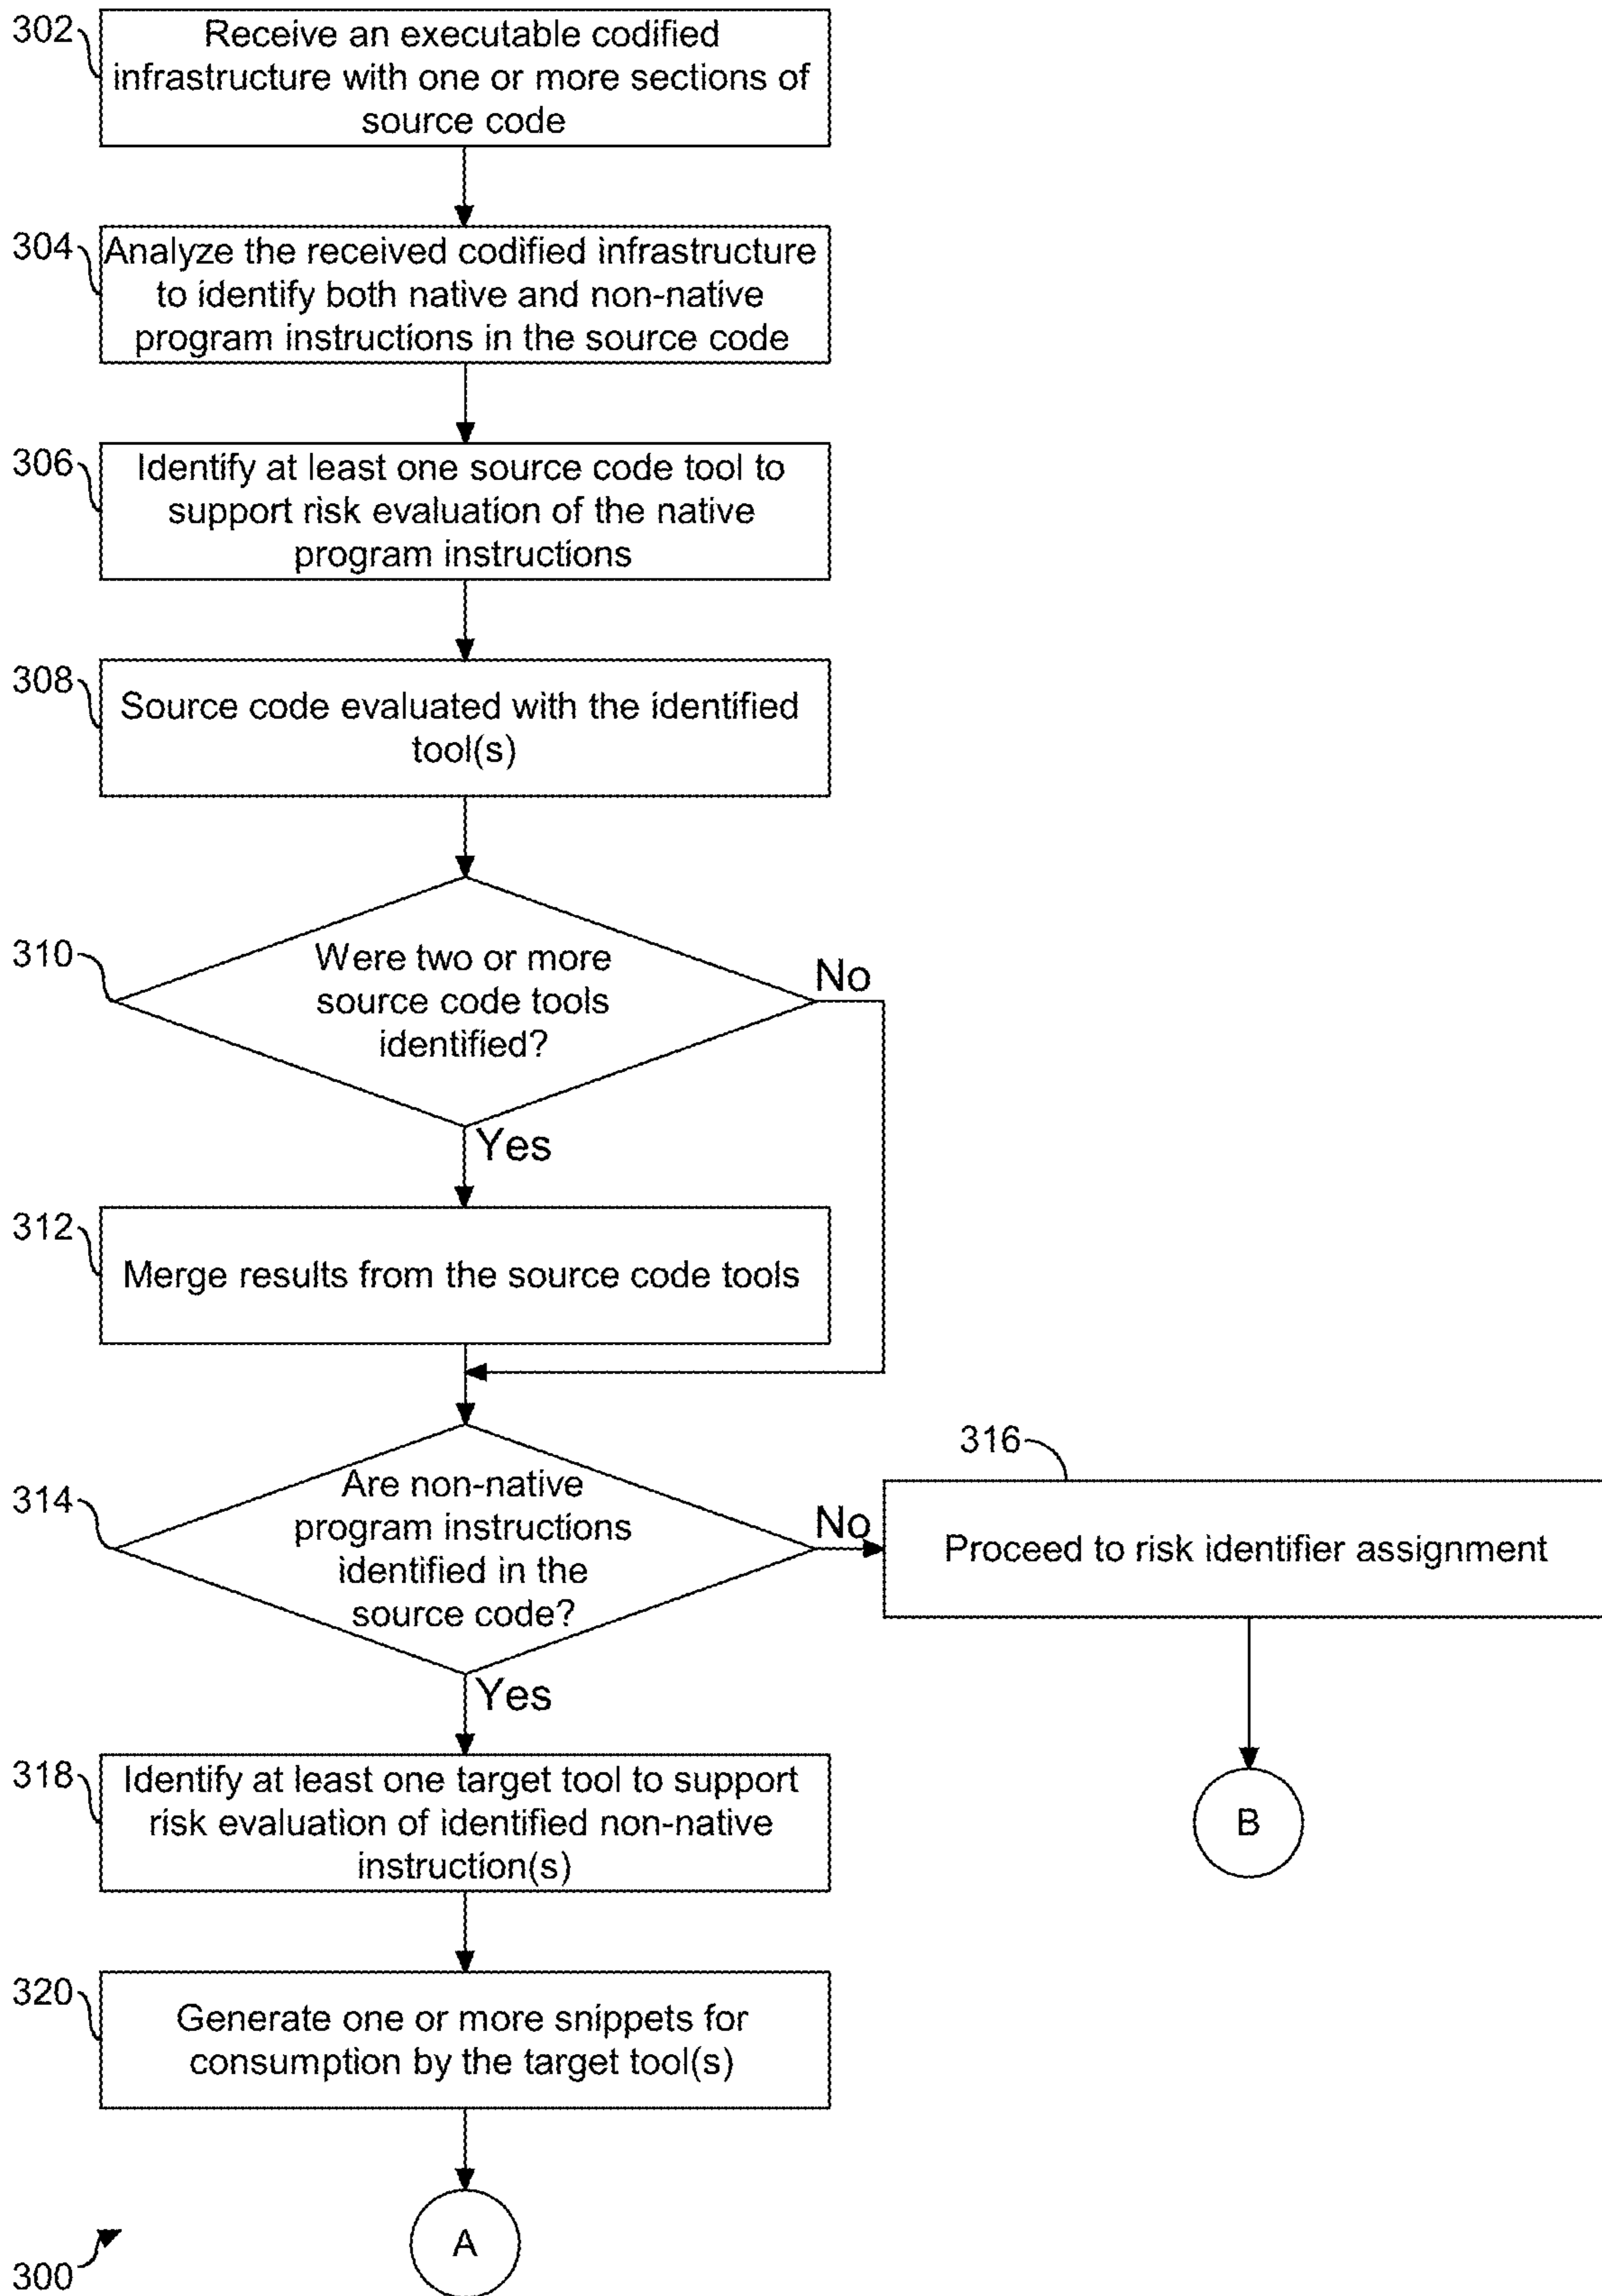 302
Receive an executable codified
infrastructure with one or more sections of
source code
304
Analyze the received codified infrastructure
to identify both native and non-native
program instructions in the source code
306
Identify at least one source code tool to
support risk evaluation of the native
program instructions
308
Source code evaluated with the identified
tool(s)
310
Were two or more
source code tools
identified?
No
Yes
312
Merge results from the source code tools
314
Are non-native
program instructions
identified in the
source code?
No
316
Proceed to risk identifier assignment
B
Yes
318
Identify at least one target tool to support
risk evaluation of identified non-native
instruction(s)
320
Generate one or more snippets for
consumption by the target tool(s)
A
300